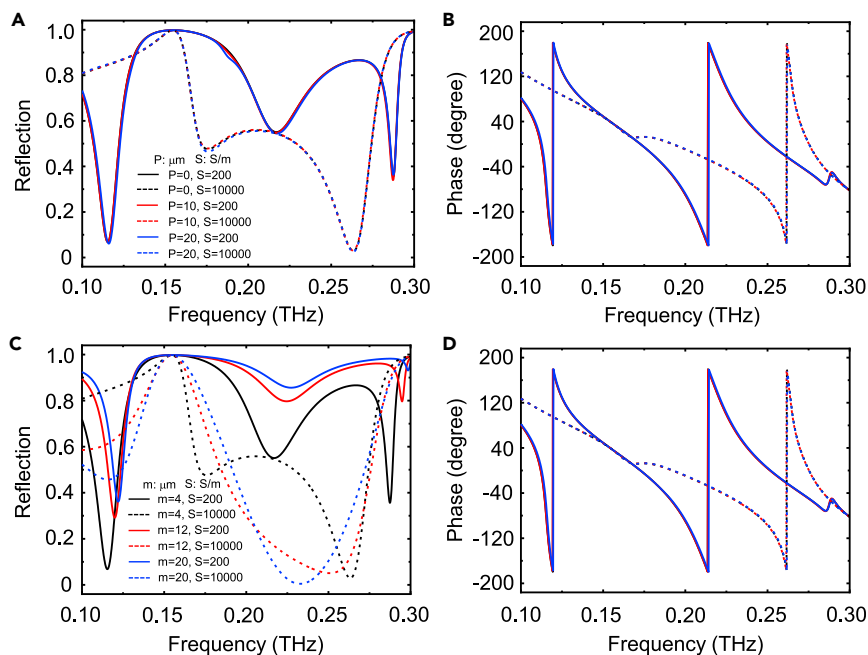 A
B
1.0
0.8
0.6
0.4
0.2
0
Reflection
P: μm S: S/m
P=0, S=200
P=0, S=10000
P=10, S=200
P=10, S=10000
P=20, S=200
P=20, S=10000
0.10 0.15 0.20 0.25 0.30
Frequency (THz)
200
120
40
-40
-120
-200
Phase (degree)
0.10 0.15 0.20 0.25 0.30
Frequency (THz)
C
D
1.0
0.8
0.6
0.4
0.2
0
Reflection
m: μm S: S/m
m=4, S=200
m=4, S=10000
m=12, S=200
m=12, S=10000
m=20, S=200
m=20, S=10000
0.10 0.15 0.20 0.25 0.30
Frequency (THz)
200
120
40
-40
-120
-200
Phase (degree)
0.10 0.15 0.20 0.25 0.30
Frequency (THz)